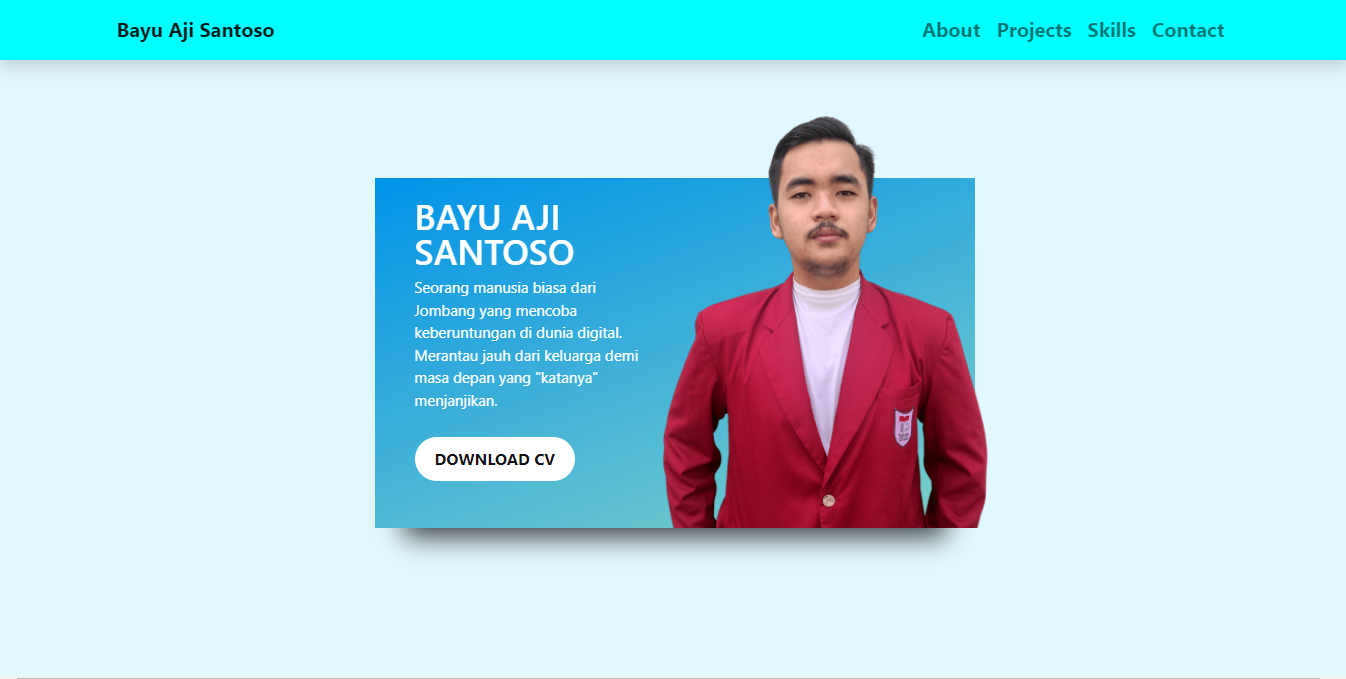 Bayu Aji Santoso
About Projects Skills Contact
BAYU AJI
SANTOSO
Seorang manusia biasa dari
Jombang yang mencoba
keberuntungan di dunia digital.
Merantau jauh dari keluarga demi
masa depan yang "katanya"
menjanjikan.
DOWNLOAD CV